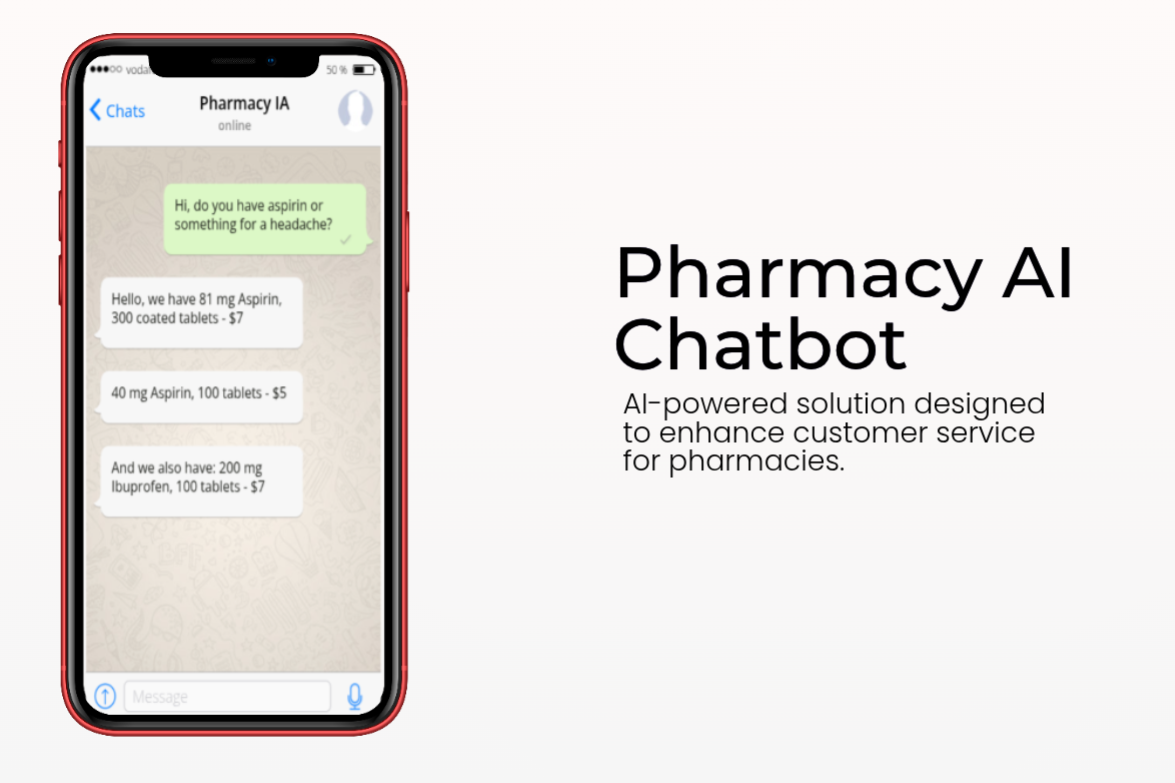 50 %
Chats
Pharmacy IA
online
Hi, do you have aspirin or
something for a headache?
Hello, we have 81 mg Aspirin,
300 coated tablets - $7
40 mg Aspirin, 100 tablets - $5
And we also have: 200 mg
Ibuprofen, 100 tablets - $7
Message
Pharmacy AI
Chatbot
AI-powered solution designed
to enhance customer service
for pharmacies.